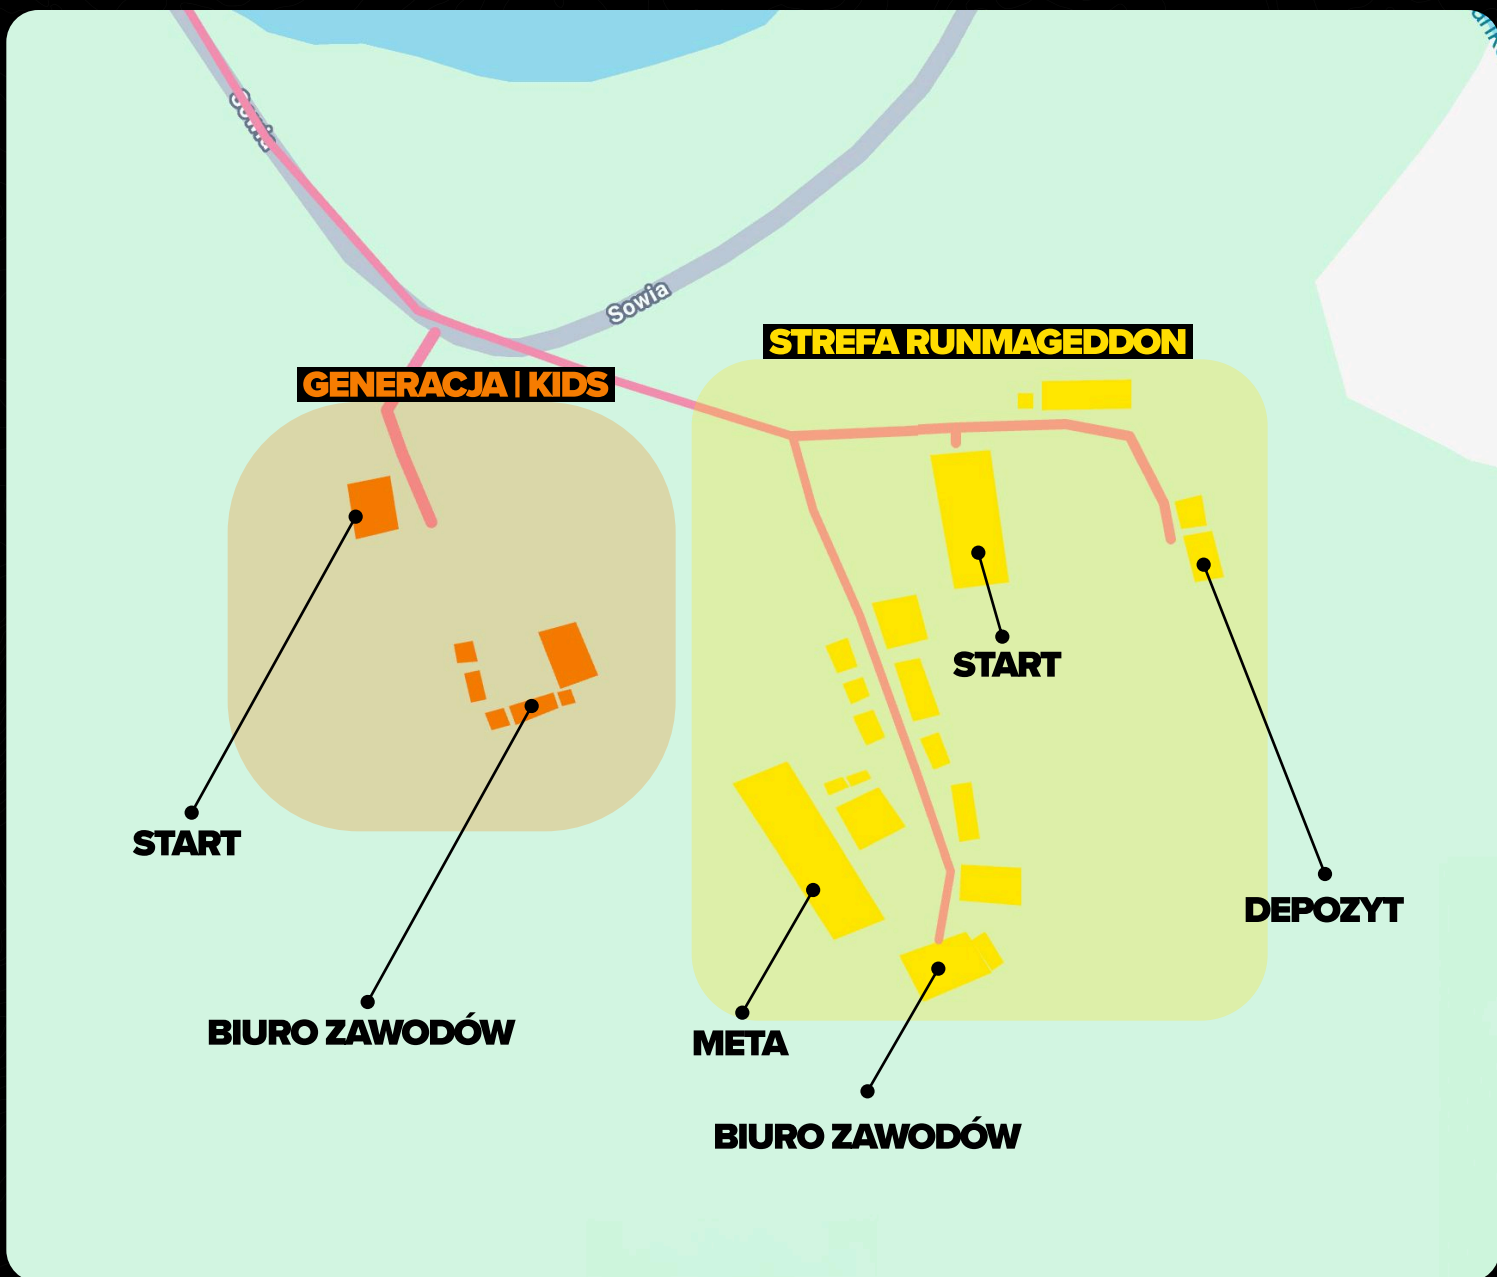 Sowia
Sowia
STREFA RUNMAGEDDON
GENERACJA | KIDS
START
START
DEPOZYT
BIURO ZAWODÓW
META
BIURO ZAWODÓW